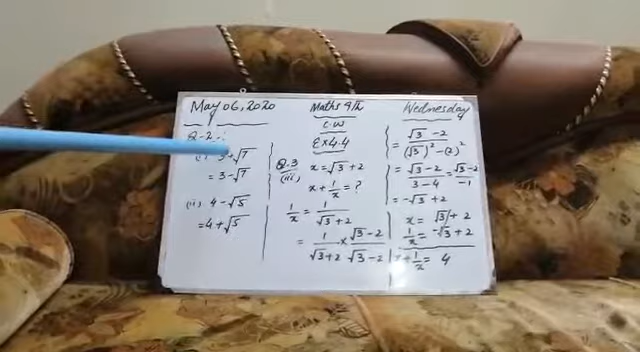 May 06, 2020 Maths 9th Wednesday
C.W
Ex 4.4
Q-2
(i) 3+√7
= 3-√7
(ii) 4-√5
= 4+√5
Q.3
(iii) x = √3 + 2
x + 1/x = ?
1/x = 1/(√3+2)
= 1/(√3+2) × (√3-2)/(√3-2)
= (√3 -2)/((√3)² -(2)²)
= (√3-2)/(3-4) = (√3-2)/-1
= -√3 + 2
x = √3 + 2
1/x = -√3 + 2
x + 1/x = 4